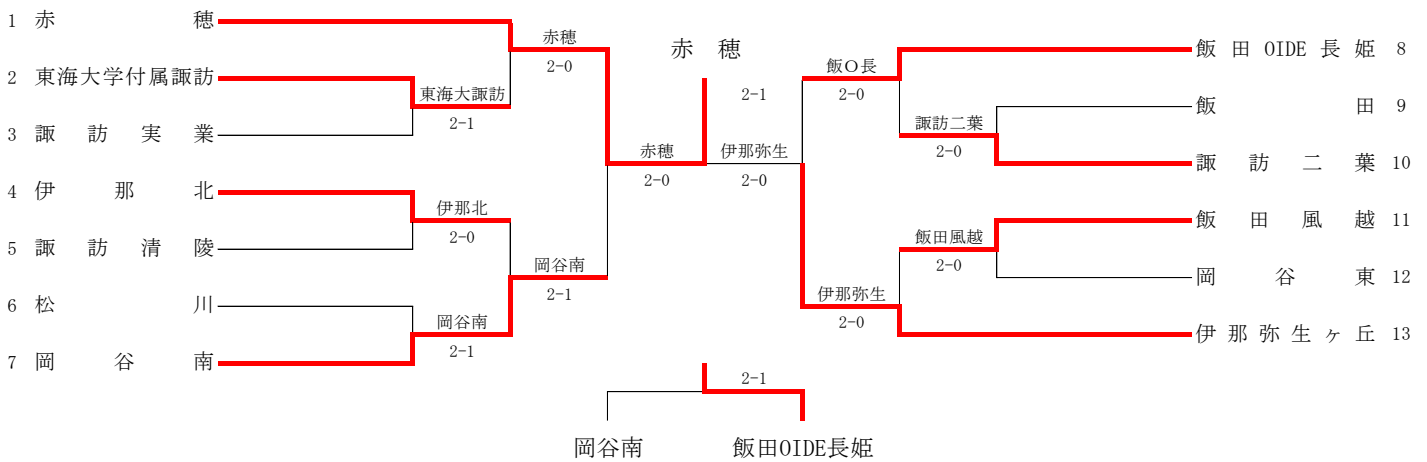 1 赤穂
2 東海大学付属諏訪
3 諏訪実業
4 伊那北
5 諏訪清陵
6 松川
7 岡谷南
赤穂
2-0
東海大諏訪
2-1
伊那北
2-0
岡谷南
2-1
岡谷南
2-1
赤穂
2-0
赤穂
2-1
伊那弥生
2-0
飯O長
2-0
諏訪二葉
2-0
飯田風越
2-0
伊那弥生
2-0
飯田OIDE長姫 8
飯田 9
諏訪二葉 10
飯田風越 11
岡谷東 12
伊那弥生ヶ丘 13
2-1
岡谷南 飯田OIDE長姫